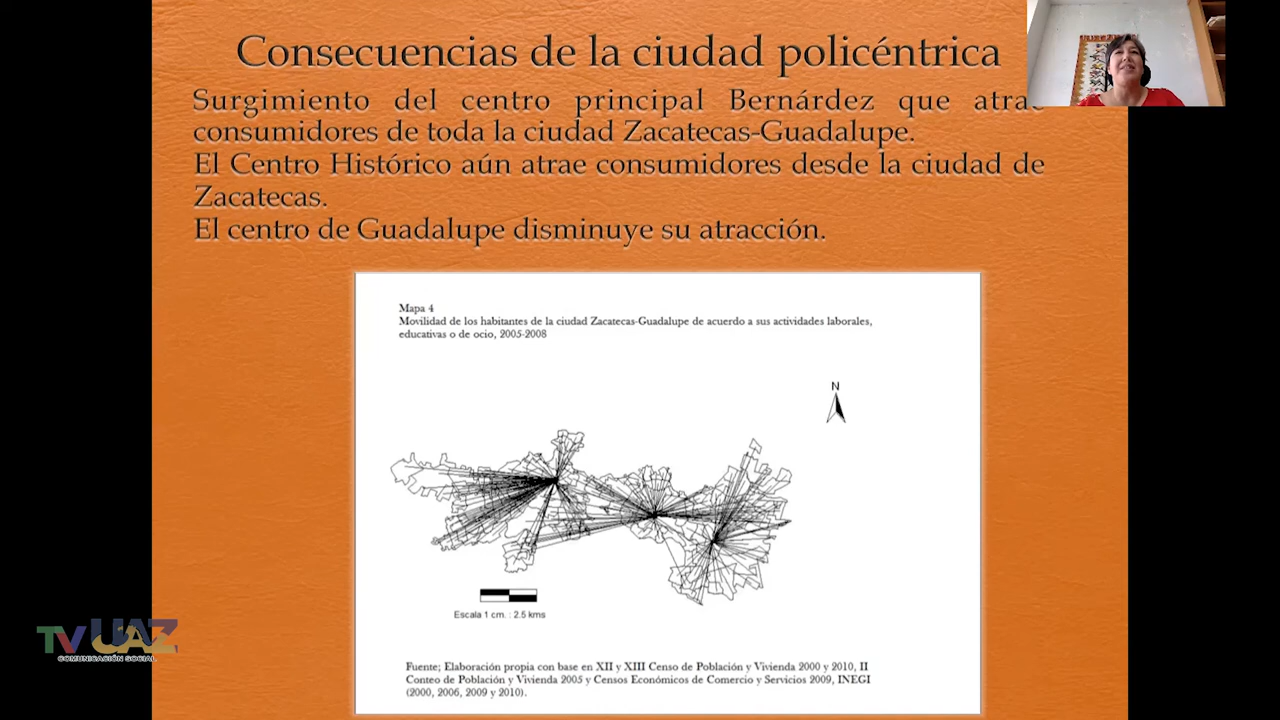 Consecuencias de la ciudad policéntrica
Surgimiento del centro principal Bernárdez que atrae
consumidores de toda la ciudad Zacatecas-Guadalupe.
El Centro Histórico aún atrae consumidores desde la ciudad de
Zacatecas.
El centro de Guadalupe disminuye su atracción.
Mapa 4
Movilidad de los habitantes de la ciudad Zacatecas-Guadalupe de acuerdo a sus actividades laborales,
educativas o de ocio, 2005-2008
N
Escala 1 cm. : 2.5 kms
Fuente; Elaboración propia con base en XII y XIII Censo de Población y Vivienda 2000 y 2010, II
Conteo de Población y Vivienda 2005 y Censos Económicos de Comercio y Servicios 2009, INEGI
(2000, 2006, 2009 y 2010).
TV UAZ
COMUNICACIÓN SOCIAL